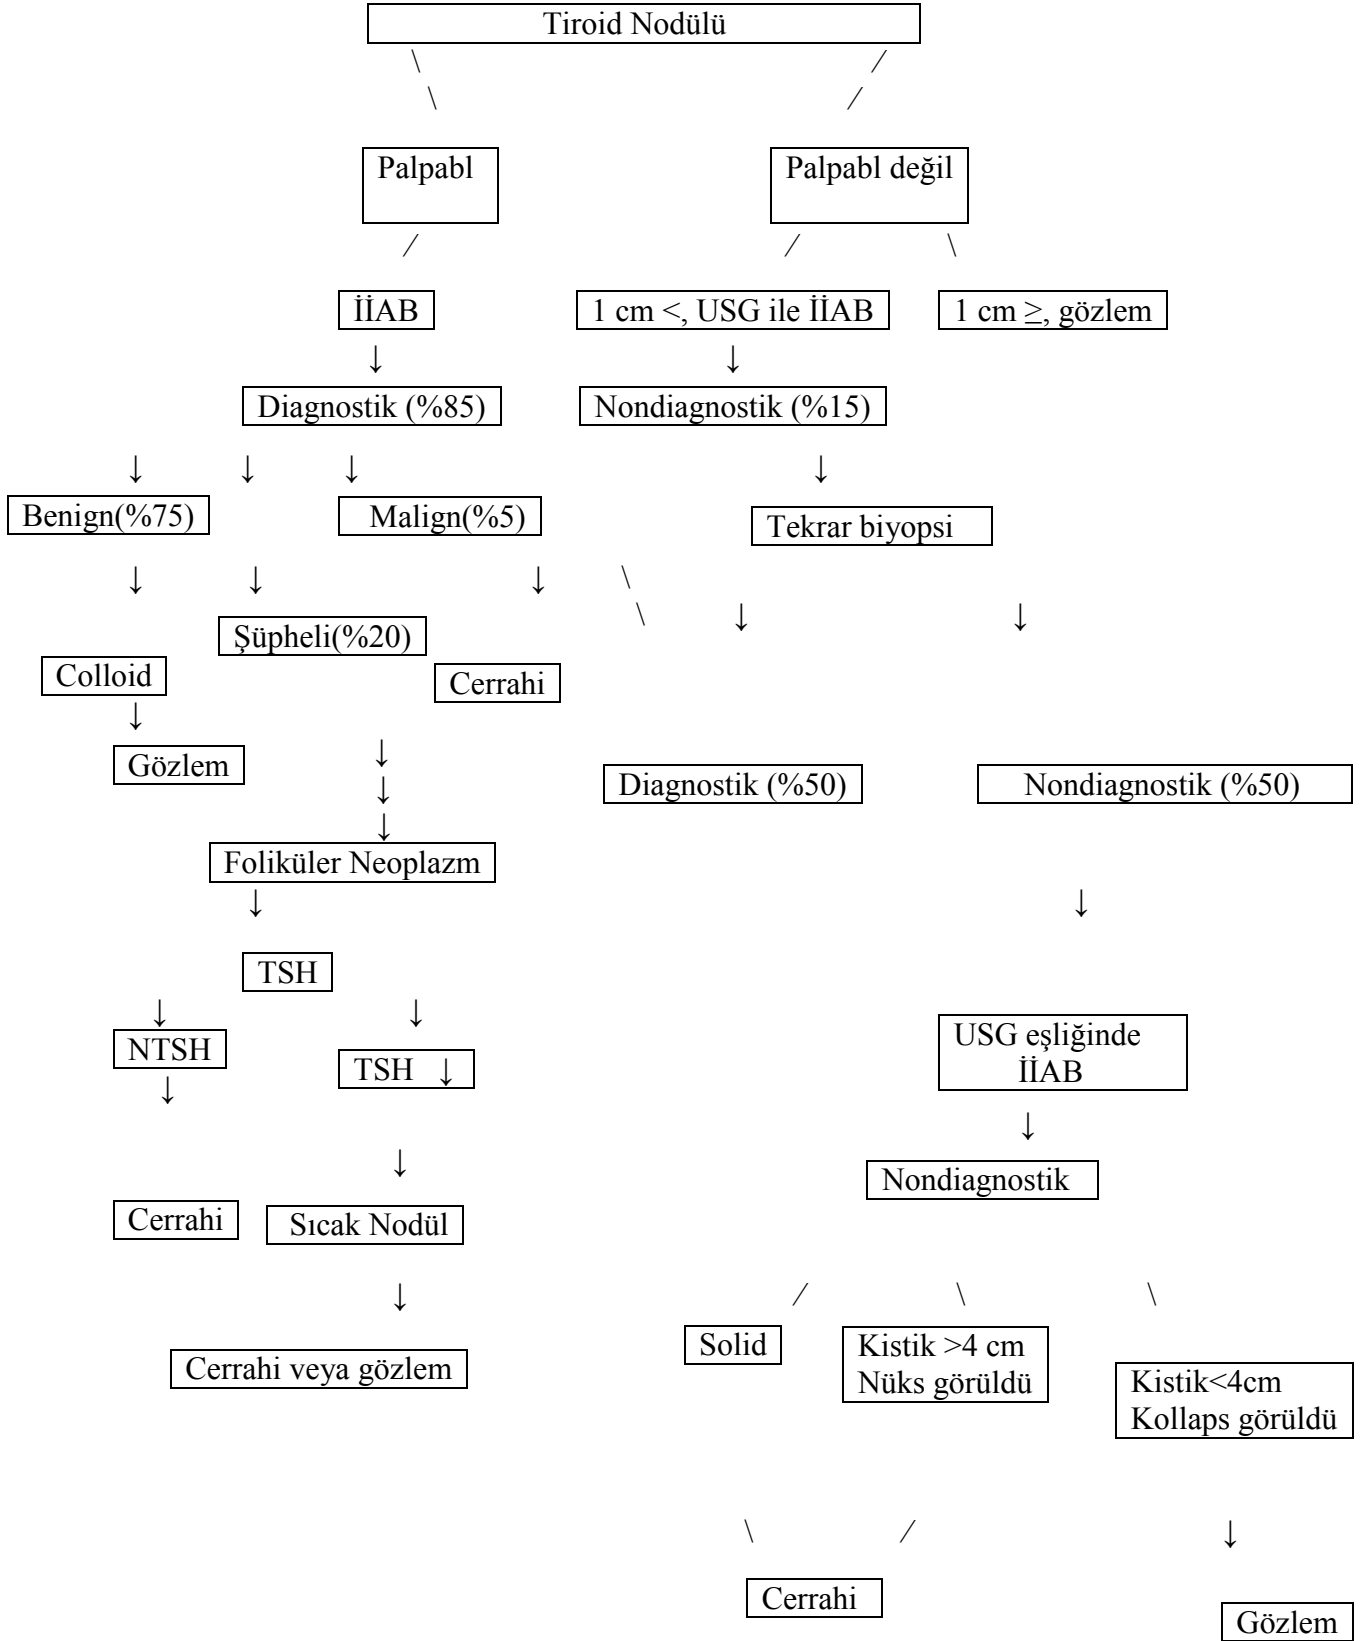 Tiroid Nodülü
Palpabl
Palpabl değil
İİAB
1 cm <, USG ile İİAB
1 cm ≥, gözlem
↓
↓
Diagnostik (%85)
Nondiagnostik (%15)
↓ ↓ ↓ ↓
Benign(%75)
Malign(%5)
Tekrar biyopsi
↓ ↓ ↓ \
\ ↓ ↓
Şüpheli(%20)
Colloid
Cerrahi
↓
Gözlem
↓
↓
↓
Diagnostik (%50)
Nondiagnostik (%50)
Foliküler Neoplazm
↓ ↓
TSH
↓ ↓
NTSH
TSH ↓
USG eşliğinde
İİAB
↓
↓
↓
Nondiagnostik
Cerrahi
Sıcak Nodül
↓
Solid
Kistik >4 cm
Nüks görüldü
Cerrahi veya gözlem
Kistik<4cm
Kollaps görüldü
\ / ↓
Cerrahi
Gözlem